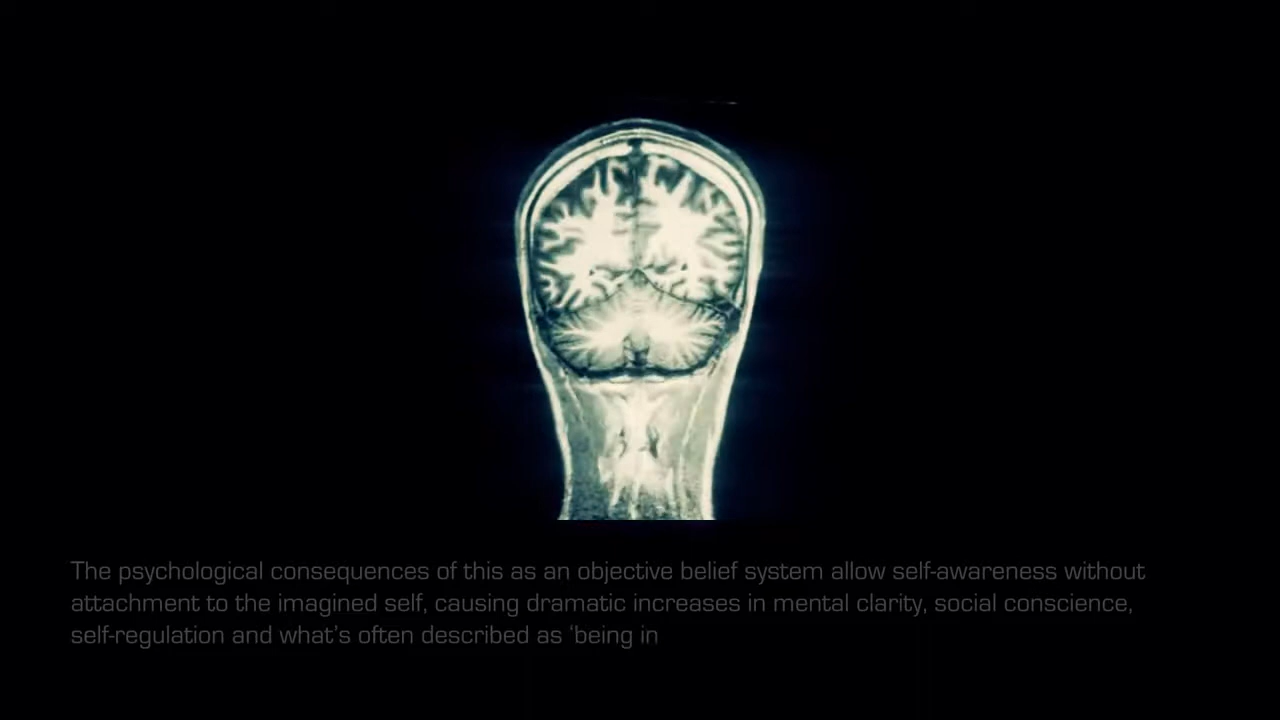 The psychological consequences of this as an objective belief system allow self-awareness without
attachment to the imagined self, causing dramatic increases in mental clarity, social conscience,
self-regulation and what's often described as ‘being in